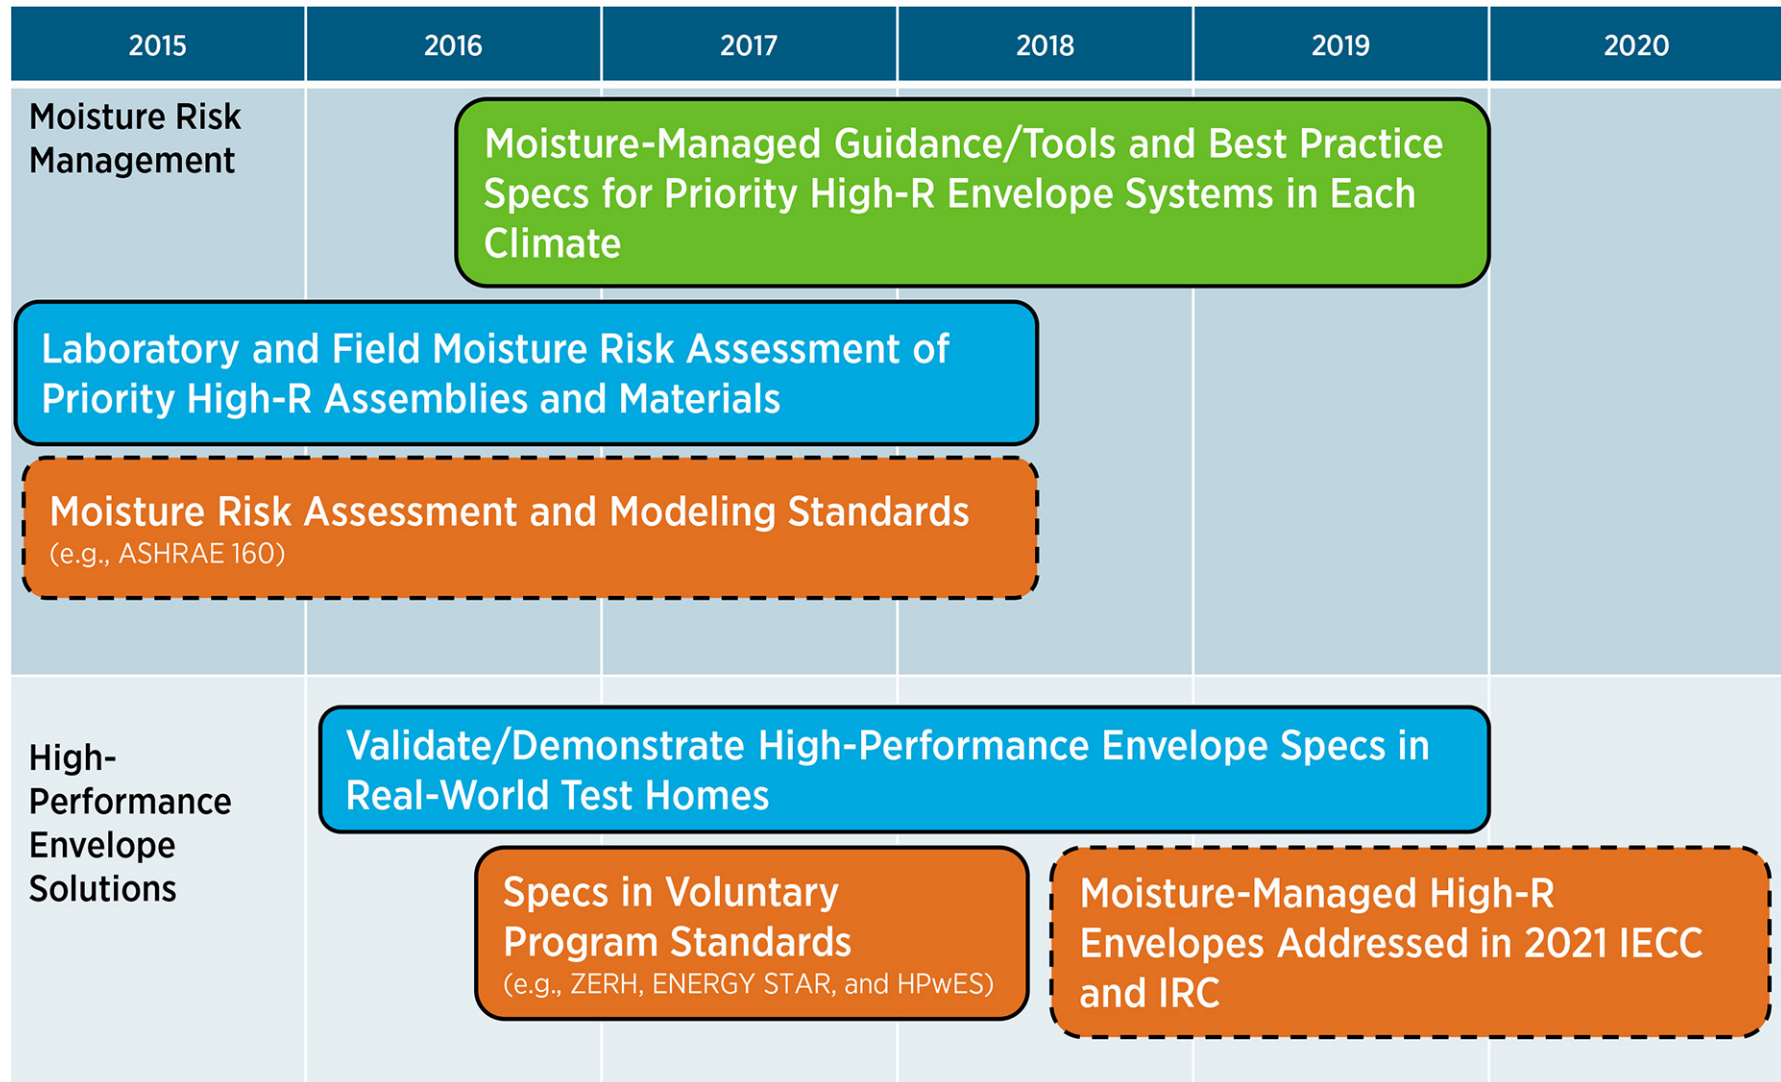 2015 2016 2017 2018 2019 2020
Moisture Risk
Management
Moisture-Managed Guidance/Tools and Best Practice
Specs for Priority High-R Envelope Systems in Each
Climate
Laboratory and Field Moisture Risk Assessment of
Priority High-R Assemblies and Materials
Moisture Risk Assessment and Modeling Standards
(e.g., ASHRAE 160)
High-
Performance
Envelope
Solutions
Validate/Demonstrate High-Performance Envelope Specs in
Real-World Test Homes
Specs in Voluntary
Program Standards
(e.g., ZERH, ENERGY STAR, and HPwES)
Moisture-Managed High-R
Envelopes Addressed in 2021 IECC
and IRC